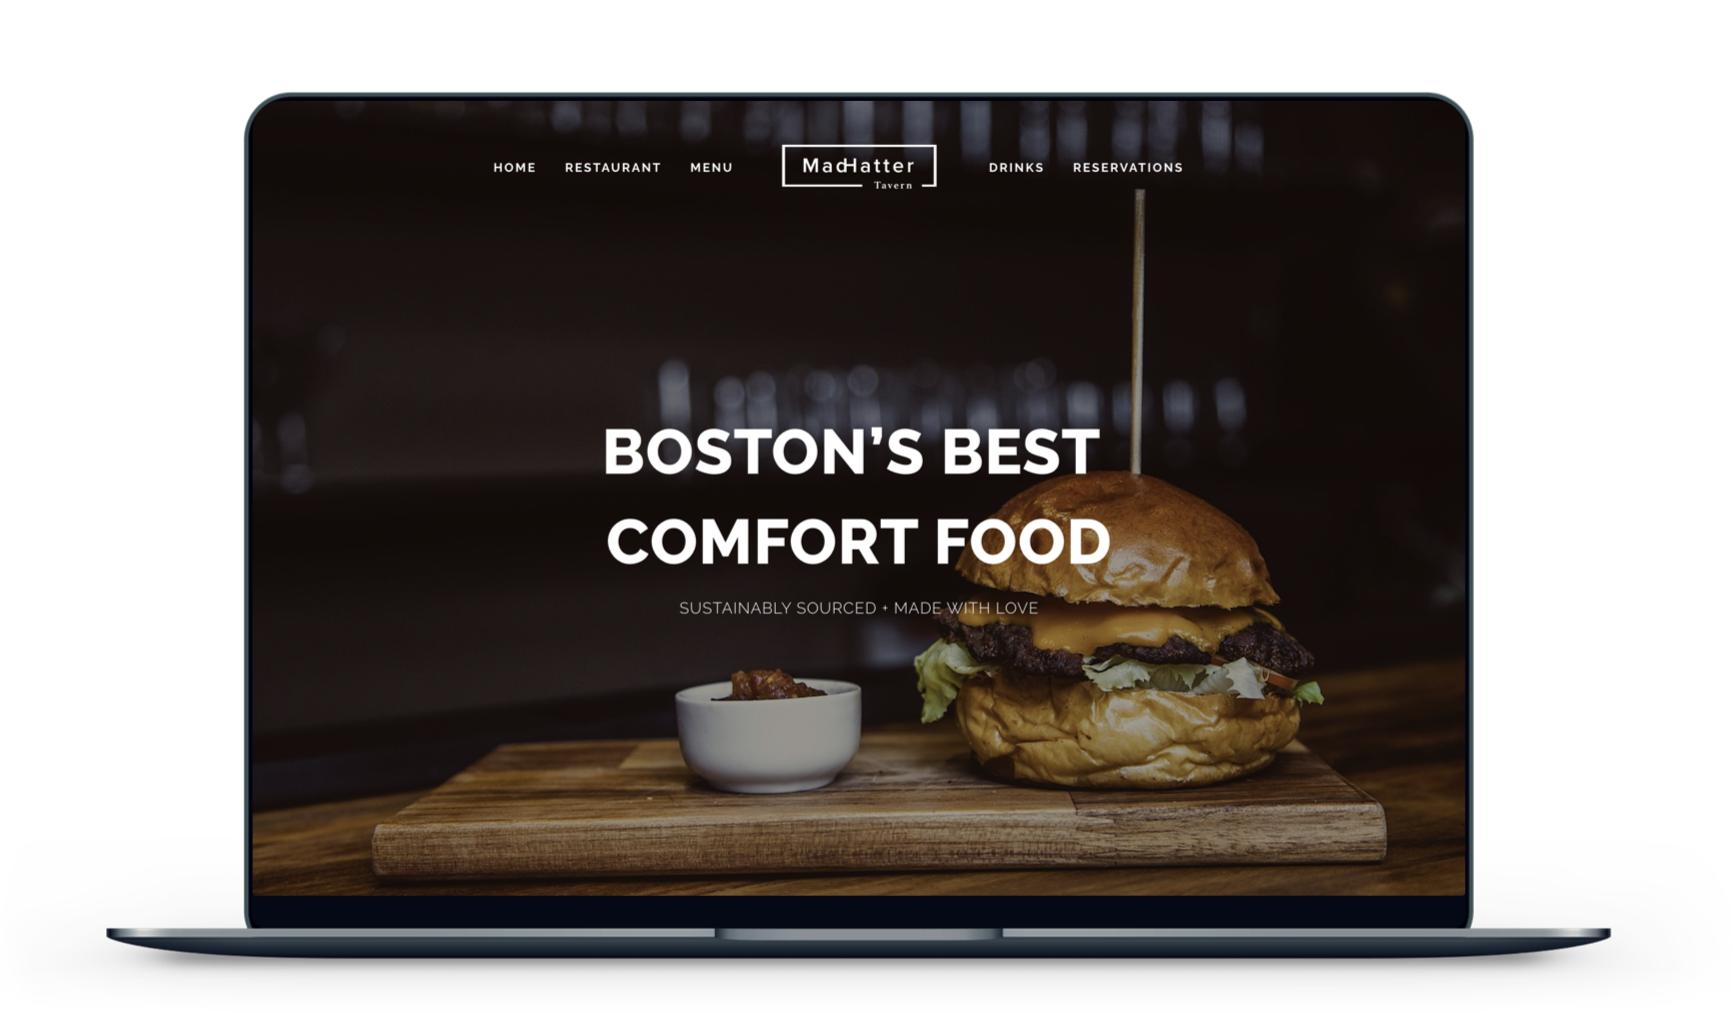 HOME RESTAURANT MENU
MadHatter
Tavern
DRINKS RESERVATIONS
BOSTON’S BEST
COMFORT FOOD
SUSTAINABLY SOURCED + MADE WITH LOVE